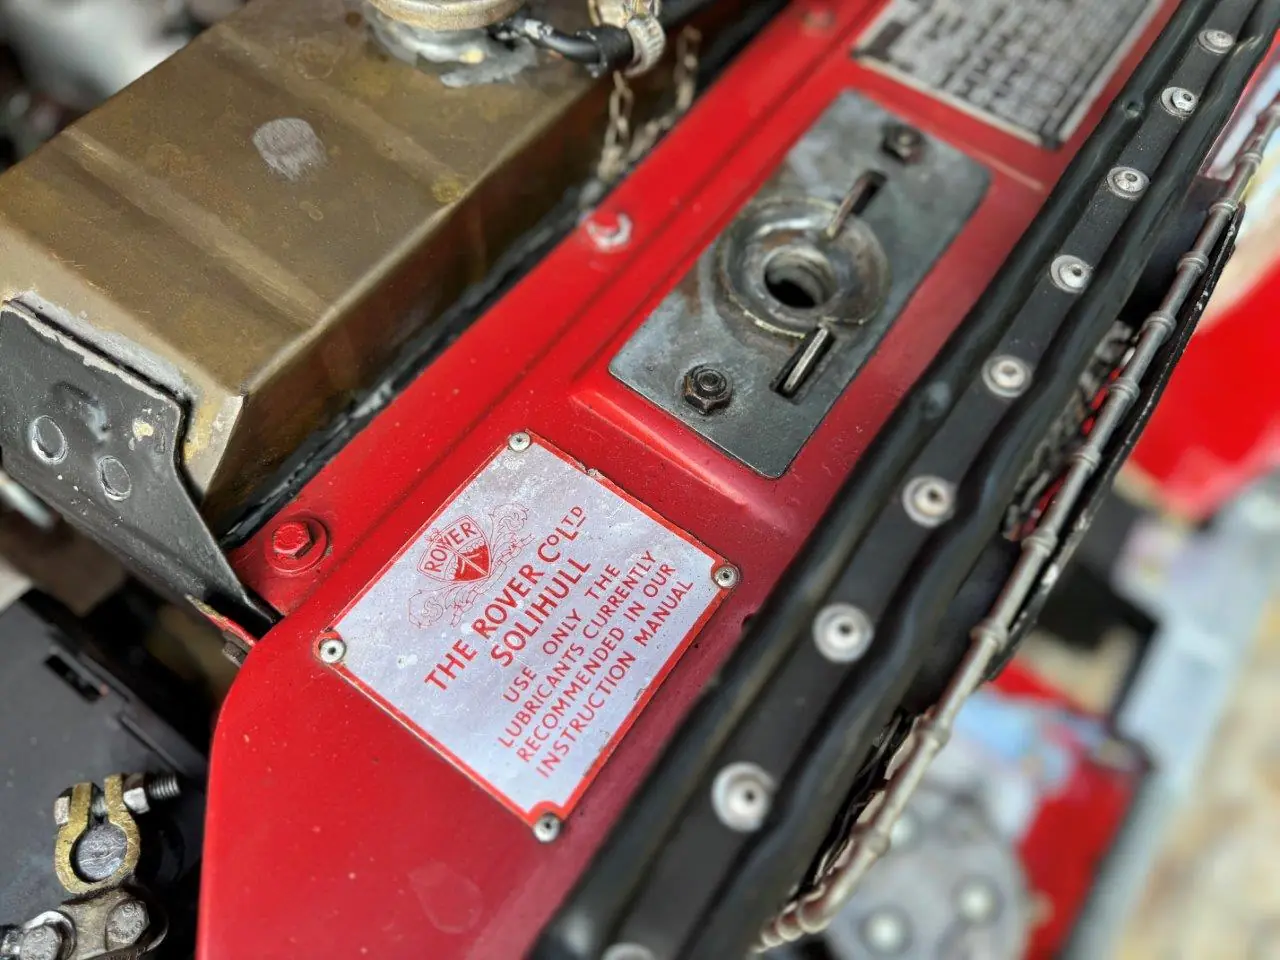 ROVER
THE ROVER CO LTD
SOLIHULL
USE ONLY THE
LUBRICANTS CURRENTLY
RECOMMENDED IN OUR
INSTRUCTION MANUAL